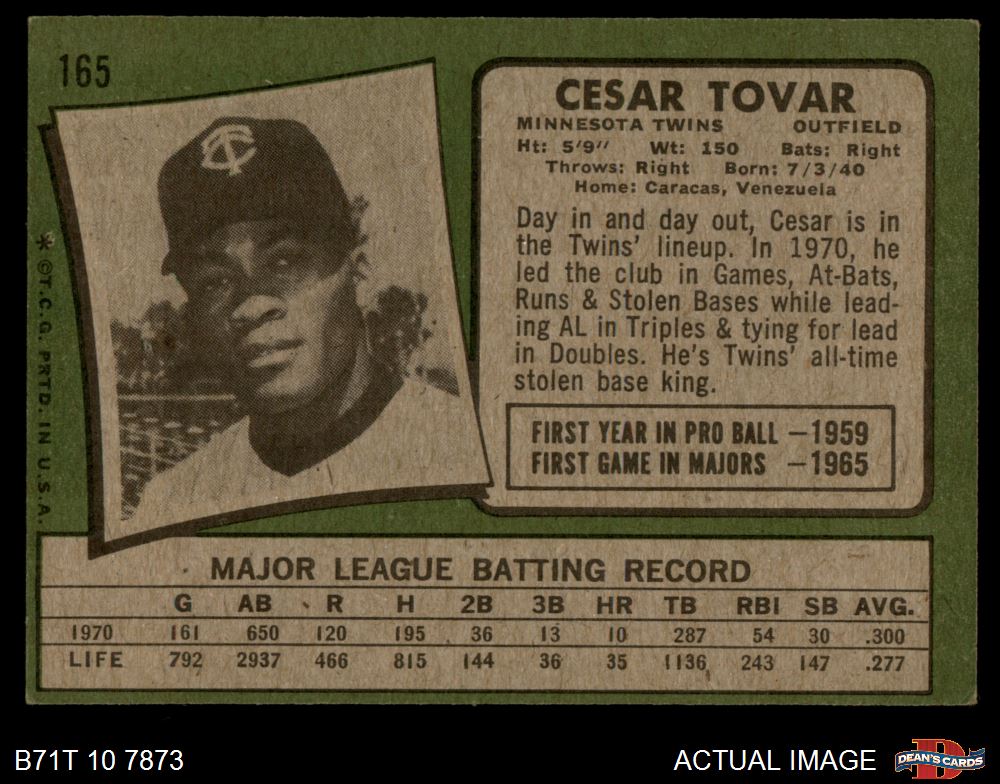 165
TC
* ©T.C.G. PRTD. IN U.S.A.
CESAR TOVAR
MINNESOTA TWINS OUTFIELD
Ht: 5'9" Wt: 150 Bats: Right
Throws: Right Born: 7/3/40
Home: Caracas, Venezuela
Day in and day out, Cesar is in
the Twins' lineup. In 1970, he
led the club in Games, At-Bats,
Runs & Stolen Bases while lead-
ing AL in Triples & tying for lead
in Doubles. He's Twins' all-time
stolen base king.
FIRST YEAR IN PRO BALL —1959
FIRST GAME IN MAJORS —1965
MAJOR LEAGUE BATTING RECORD
G AB R H 2B 3B HR TB RBI SB AVG.
1970 161 650 120 195 36 13 10 287 54 30 .300
LIFE 792 2937 466 815 144 36 35 1136 243 147 .277
B71T 10 7873
ACTUAL IMAGE
D
DEAN'S CARDS